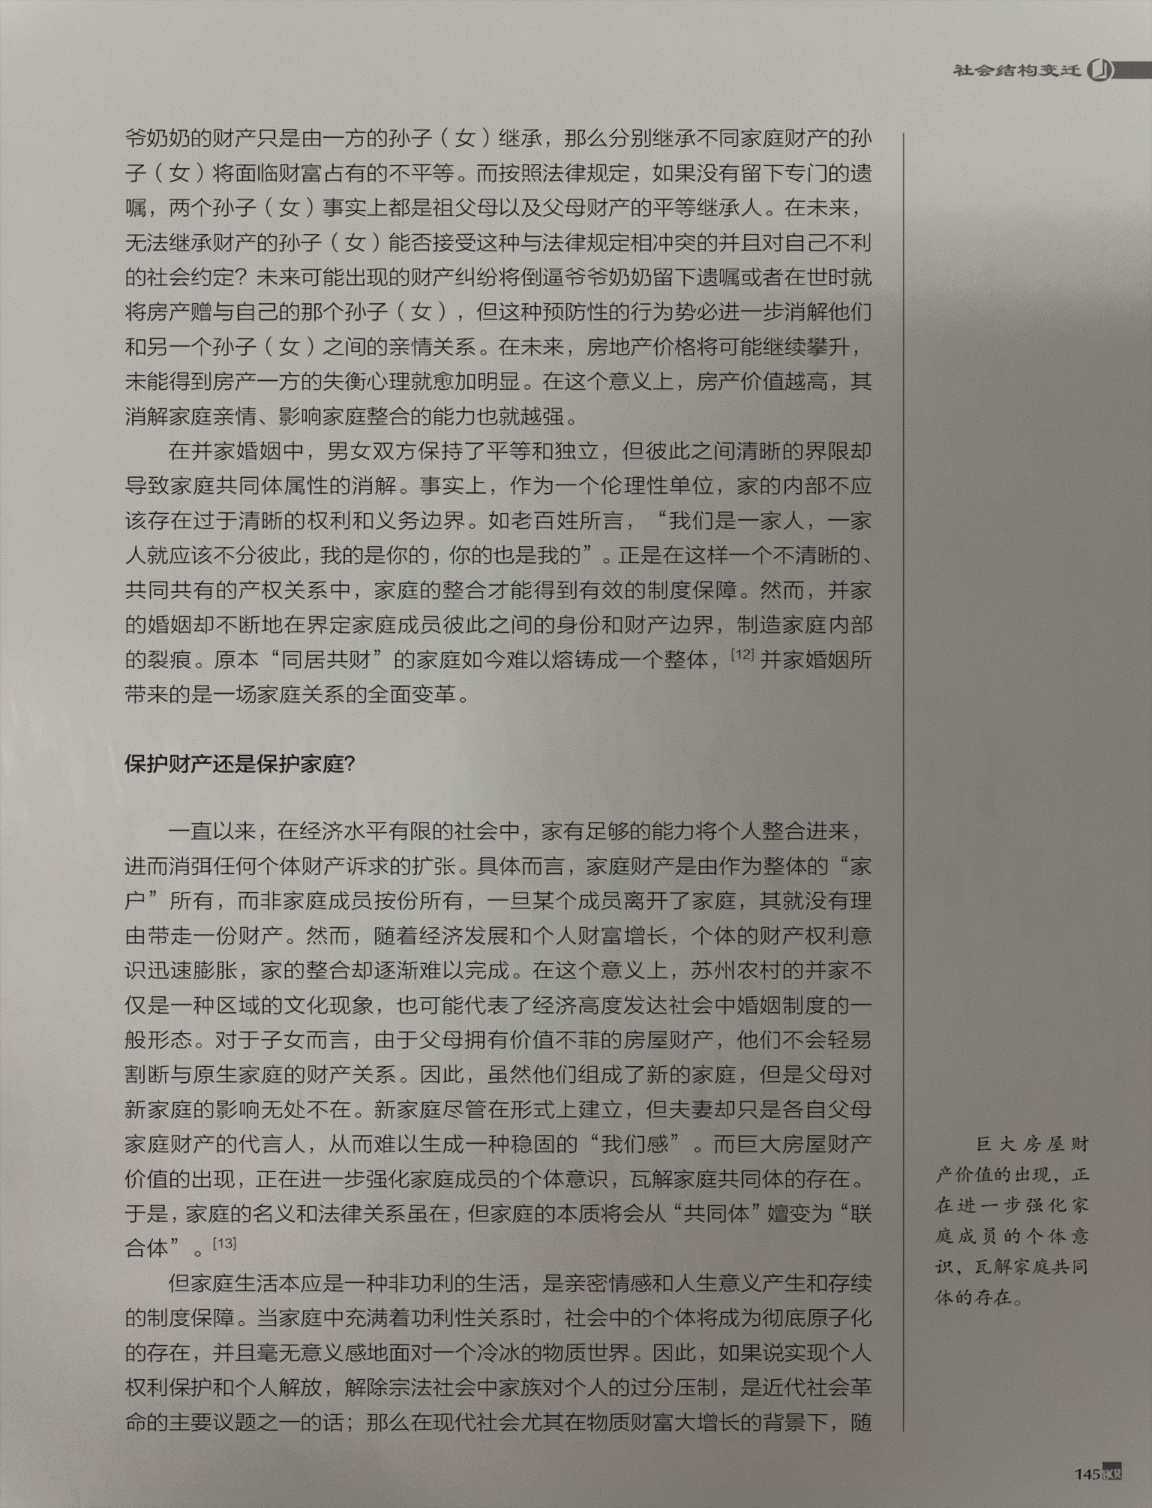 社会结构变迁
爷奶奶的财产只是由一方的孙子（女）继承，那么分别继承不同家庭财产的孙
子（女）将面临财富占有的不平等。而按照法律规定，如果没有留下专门的遗
嘱，两个孙子（女）事实上都是祖父母以及父母财产的平等继承人。在未来，
无法继承财产的孙子（女）能否接受这种与法律规定相冲突的并且对自己不利
的社会约定？未来可能出现的财产纠纷将倒逼爷爷奶奶留下遗嘱或者在世时就
将房产赠与自己的那个孙子（女），但这种预防性的行为势必进一步消解他们
和另一个孙子（女）之间的亲情关系。在未来，房地产价格将可能继续攀升，
未能得到房产一方的失衡心理就愈加明显。在这个意义上，房产价值越高，其
消解家庭亲情、影响家庭整合的能力也就越强。
在并家婚姻中，男女双方保持了平等和独立，但彼此之间清晰的界限却
导致家庭共同体属性的消解。事实上，作为一个伦理性单位，家的内部不应
该存在过于清晰的权利和义务边界。如老百姓所言，“我们是一家人，一家
人就应该不分彼此，我的是你的，你的也是我的”。正是在这样一个不清晰的、
共同共有的产权关系中，家庭的整合才能得到有效的制度保障。然而，并家
的婚姻却不断地在界定家庭成员彼此之间的身份和财产边界，制造家庭内部
的裂痕。原本“同居共财”的家庭如今难以熔铸成一个整体，[12] 并家婚姻所
带来的是一场家庭关系的全面变革。
保护财产还是保护家庭？
一直以来，在经济水平有限的社会中，家有足够的能力将个人整合进来，
进而消弭任何个体财产诉求的扩张。具体而言，家庭财产是由作为整体的“家
户”所有，而非家庭成员按份所有，一旦某个成员离开了家庭，其就没有理
由带走一份财产。然而，随着经济发展和个人财富增长，个体的财产权利意
识迅速膨胀，家的整合却逐渐难以完成。在这个意义上，苏州农村的并家不
仅是一种区域的文化现象，也可能代表了经济高度发达社会中婚姻制度的一
般形态。对于子女而言，由于父母拥有价值不菲的房屋财产，他们不会轻易
割断与原生家庭的财产关系。因此，虽然他们组成了新的家庭，但是父母对
新家庭的影响无处不在。新家庭尽管在形式上建立，但夫妻却只是各自父母
家庭财产的代言人，从而难以生成一种稳固的“我们感”。而巨大房屋财产
价值的出现，正在进一步强化家庭成员的个体意识，瓦解家庭共同体的存在。
于是，家庭的名义和法律关系虽在，但家庭的本质将会从“共同体”嬗变为“联
合体”。[13]
但家庭生活本应是一种非功利的生活，是亲密情感和人生意义产生和存续
的制度保障。当家庭中充满着功利性关系时，社会中的个体将成为彻底原子化
的存在，并且毫无意义感地面对一个冷冰的物质世界。因此，如果说实现个人
权利保护和个人解放，解除宗法社会中家族对个人的过分压制，是近代社会革
命的主要议题之一的话；那么在现代社会尤其在物质财富大增长的背景下，随
巨大房屋财
产价值的出现，正
在进一步强化家
庭成员的个体意
识，瓦解家庭共同
体的存在。
145